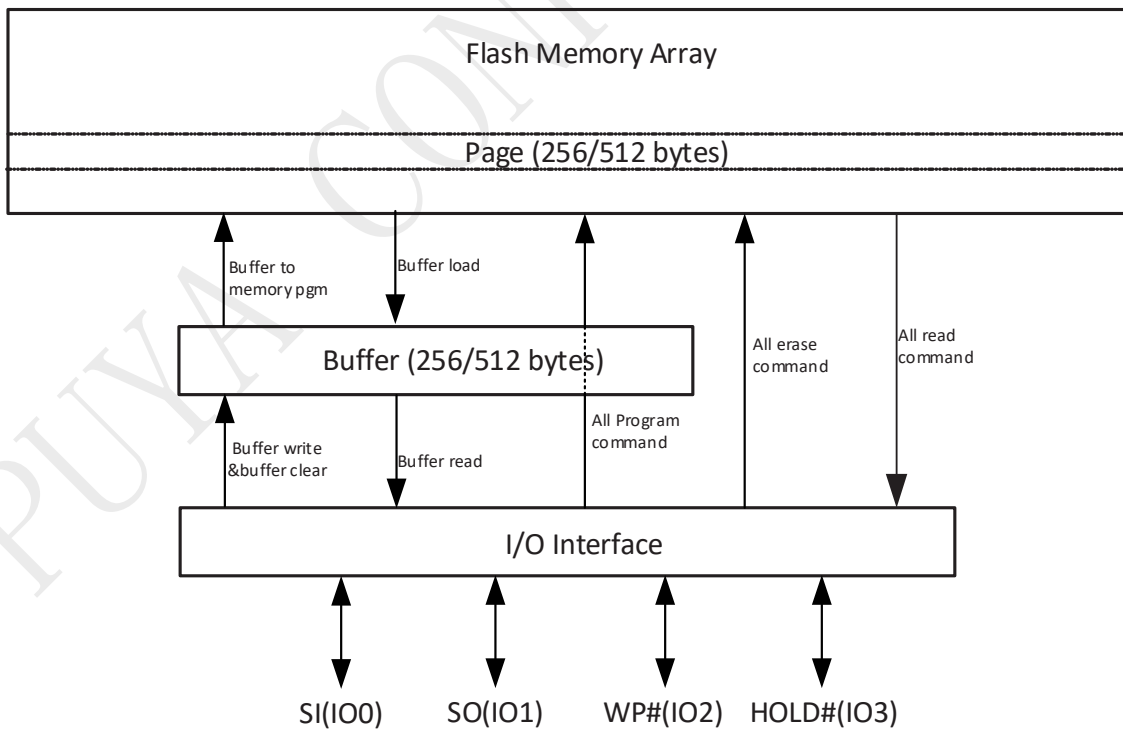 Flash Memory Array
Page (256/512 bytes)
Buffer to
memory pgm
Buffer load
All erase
command
All read
command
Buffer (256/512 bytes)
Buffer write
&buffer clear
Buffer read
All Program
command
I/O Interface
SI(IO0)
SO(IO1)
WP#(IO2)
HOLD#(IO3)
PUYA CON